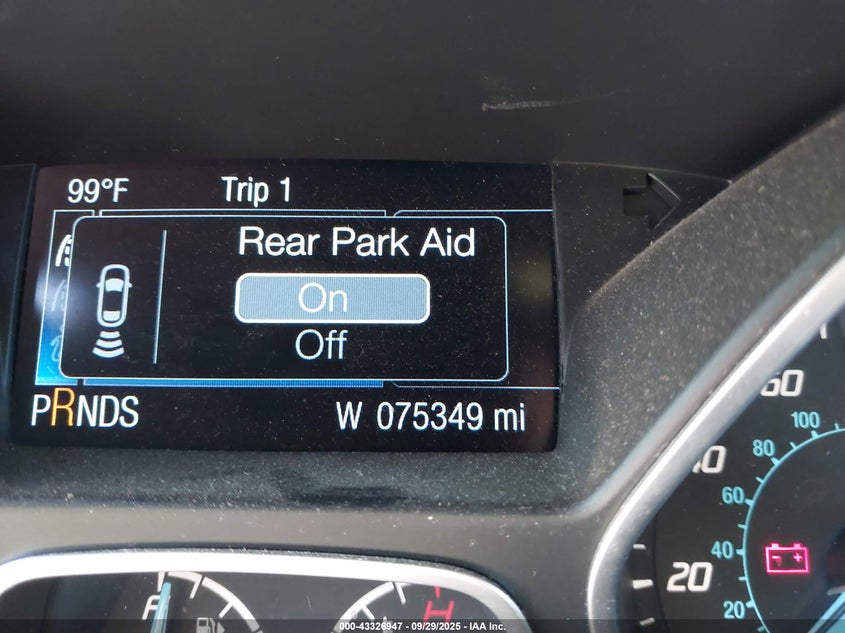 99°F Trip 1
Rear Park Aid
On
Off
PRNDS W 075349 mi
60
100
80
40
60
40
20
20
F
H
- +
000-43326947 - 09/29/2025 - IAA Inc.